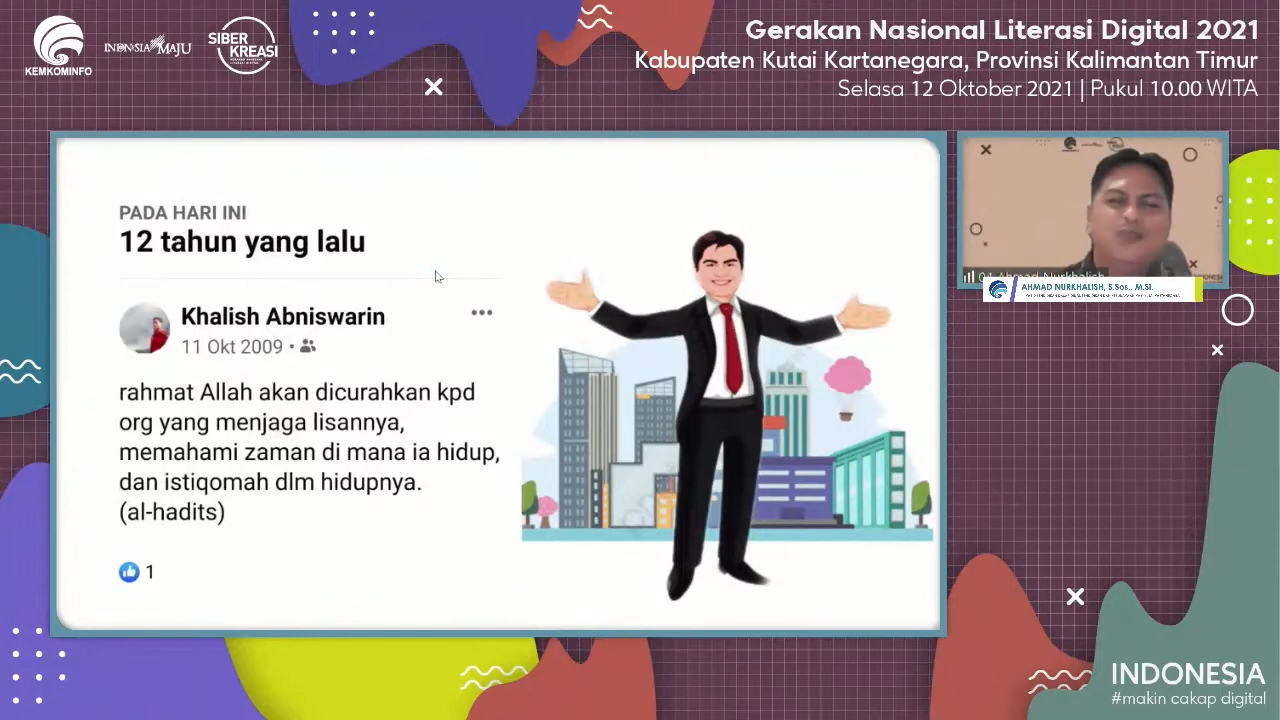 KEMKOMINFO
INDONESIA MAJU
SIBER
KREASI
Gerakan Nasional Literasi Digital 2021
Kabupaten Kutai Kartanegara, Provinsi Kalimantan Timur
Selasa 12 Oktober 2021 | Pukul 10.00 WITA
PADA HARI INI
12 tahun yang lalu
Khalish Abniswarin
11 Okt 2009
rahmat Allah akan dicurahkan kpd
org yang menjaga lisannya,
memahami zaman di mana ia hidup,
dan istiqomah dlm hidupnya.
(al-hadits)
1
Ahmad Nurkhalish
AHMAD NURKHALISH, S.Sos., M.SI.
INDONESIA
#makin cakap digital